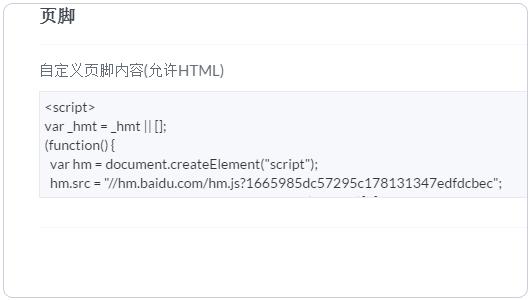 页脚
自定义页脚内容(允许HTML)
<script>
var _hmt = _hmt || [];
(function() {
var hm = document.createElement("script");
hm.src = "//hm.baidu.com/hm.js?1665985dc57295c178131347edfdcbec";